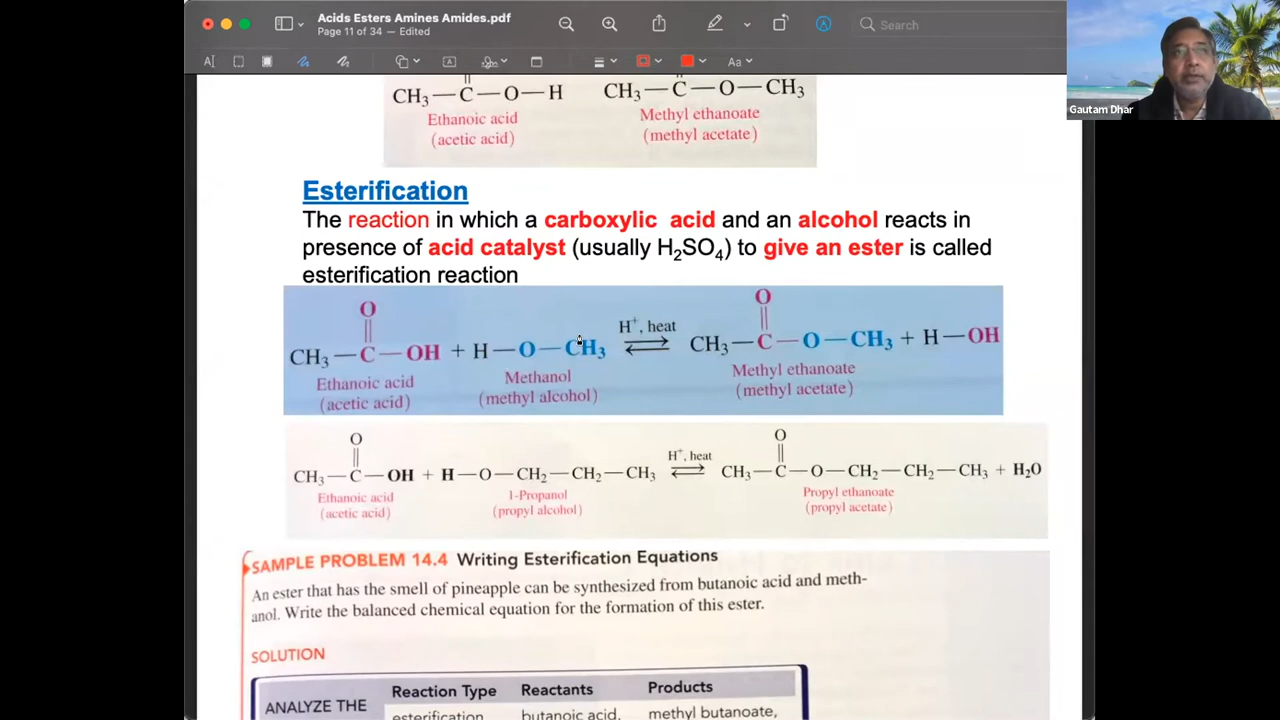 Acids Esters Amines Amides.pdf
Page 11 of 34 — Edited
Search
Gautam Dhar
CH₃—C—O—H
CH₃—C—O—CH₃
Ethanoic acid
(acetic acid)
Methyl ethanoate
(methyl acetate)
Esterification
The reaction in which a carboxylic acid and an alcohol reacts in
presence of acid catalyst (usually H₂SO₄) to give an ester is called
esterification reaction
O
O
CH₃—C—OH + H—O—CH₃ H⁺, heat ⇌ CH₃—C—O—CH₃ + H—OH
Ethanoic acid
(acetic acid)
Methanol
(methyl alcohol)
Methyl ethanoate
(methyl acetate)
O
O
CH₃—C—OH + H—O—CH₂—CH₂—CH₃ H⁺, heat ⇌ CH₃—C—O—CH₂—CH₂—CH₃ + H₂O
Ethanoic acid
(acetic acid)
1-Propanol
(propyl alcohol)
Propyl ethanoate
(propyl acetate)
SAMPLE PROBLEM 14.4 Writing Esterification Equations
An ester that has the smell of pineapple can be synthesized from butanoic acid and meth-
anol. Write the balanced chemical equation for the formation of this ester.
SOLUTION
ANALYZE THE
Reaction Type Reactants Products
esterification butanoic acid, methyl butanoate,